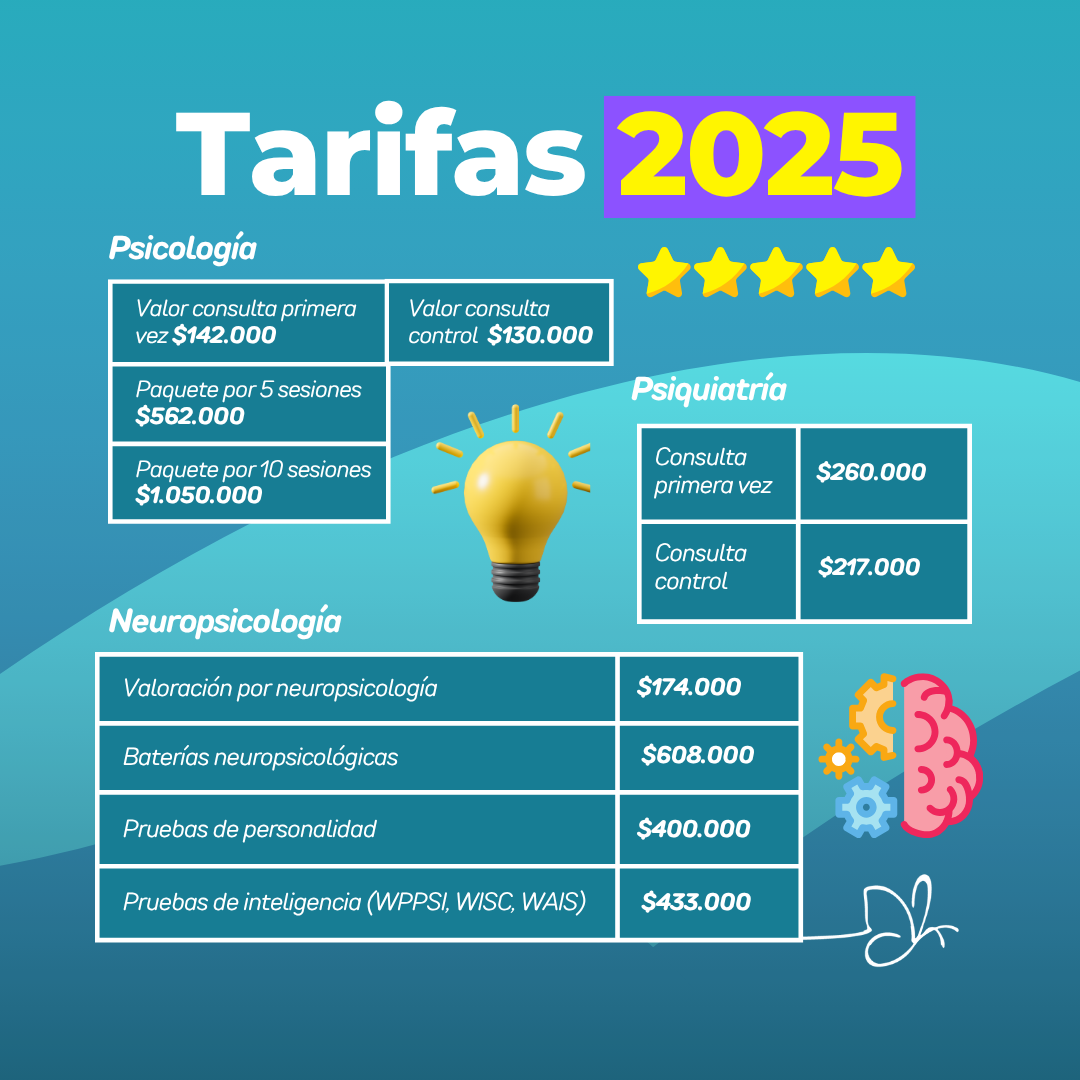 Tarifas 2025
Psicología
Valor consulta primera
vez $142.000
Valor consulta
control $130.000
Paquete por 5 sesiones
$562.000
Paquete por 10 sesiones
$1.050.000
Psiquiatría
Consulta
primera vez
$260.000
Consulta
control
$217.000
Neuropsicología
Valoración por neuropsicología
$174.000
Baterías neuropsicológicas
$608.000
Pruebas de personalidad
$400.000
Pruebas de inteligencia (WPPSI, WISC, WAIS)
$433.000